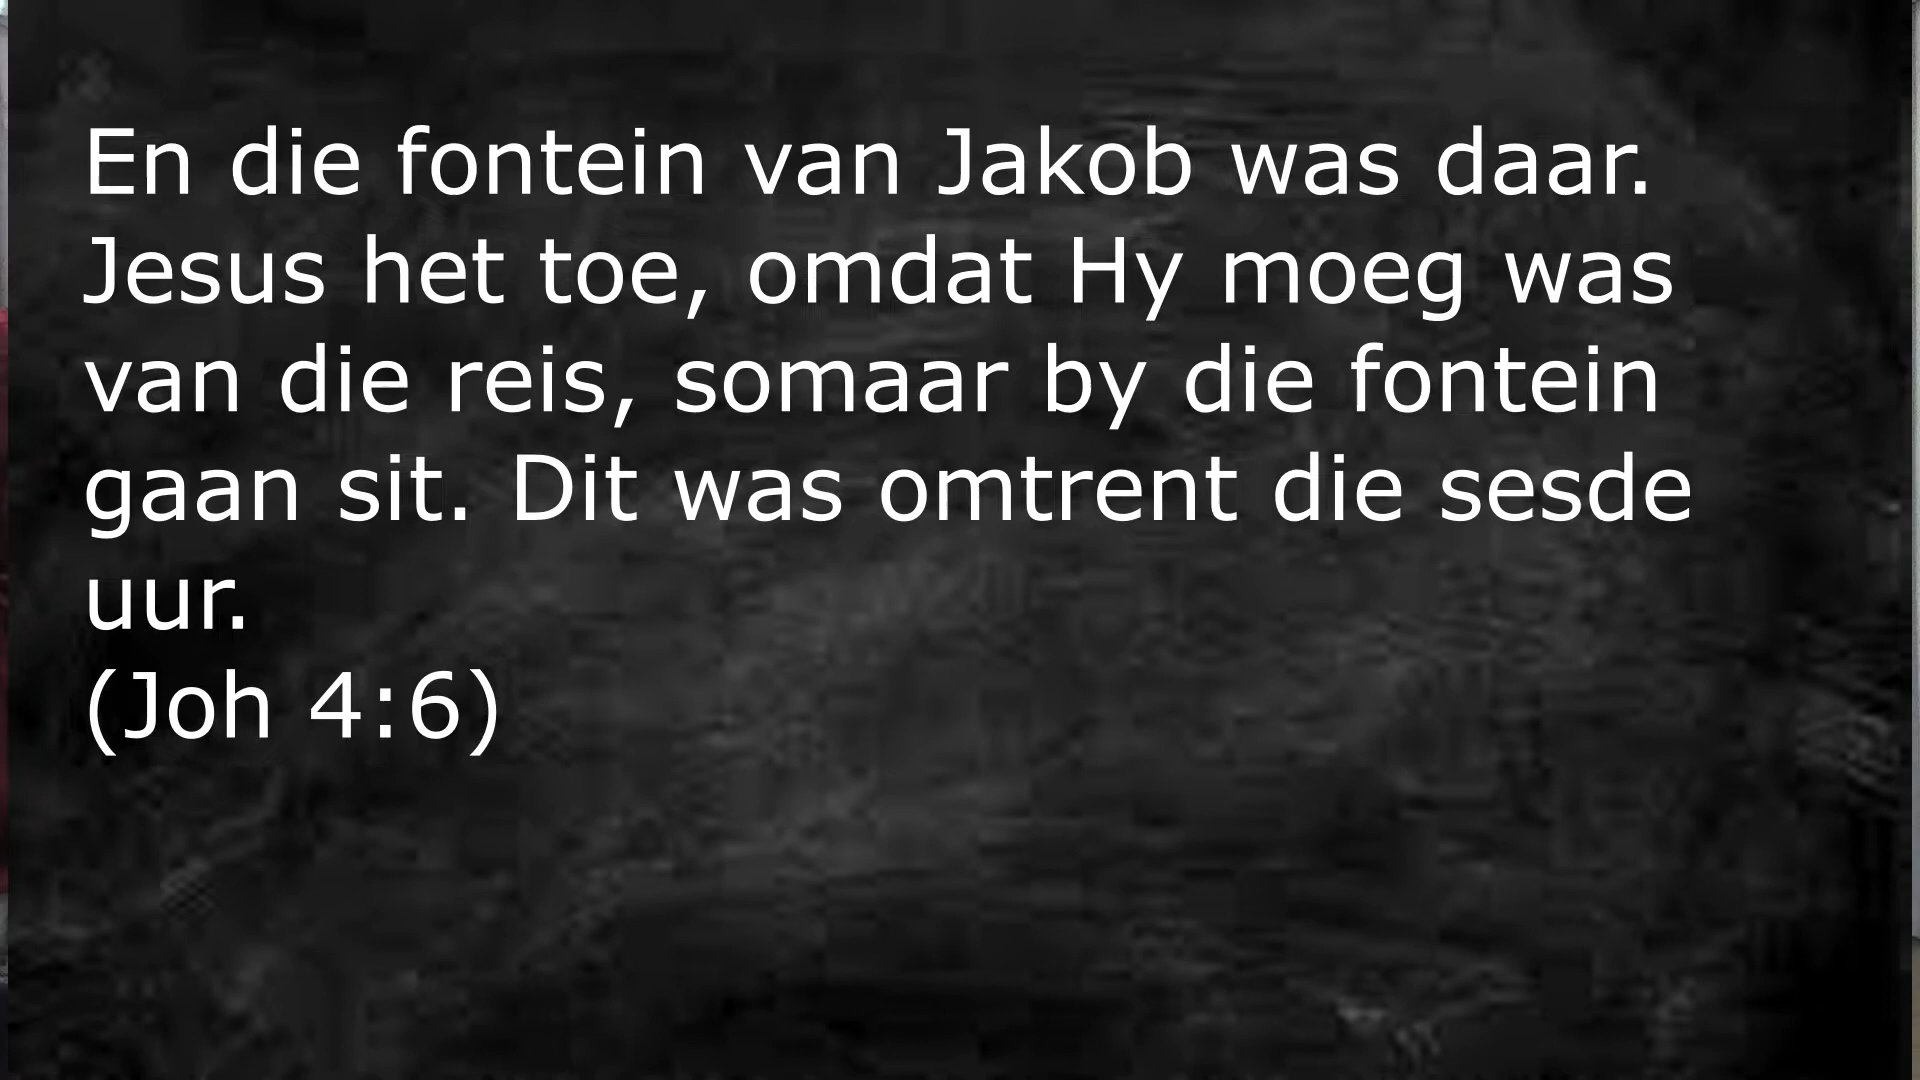 En die fontein van Jakob was daar.
Jesus het toe, omdat Hy moeg was
van die reis, somaar by die fontein
gaan sit. Dit was omtrent die sesde
uur.
(Joh 4:6)